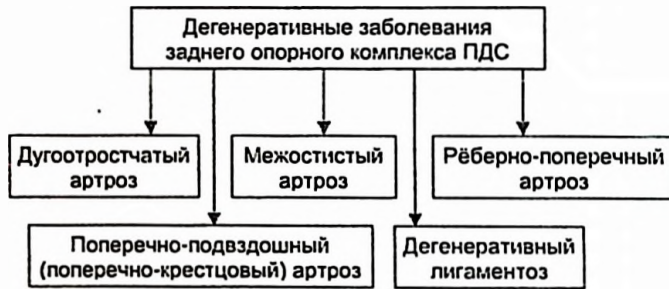 Дегенеративные заболевания
заднего опорного комплекса ПДС
Дугоотростчатый
артроз
Межостистый
артроз
Рёберно-поперечный
артроз
Поперечно-подвздошный
(поперечно-крестцовый) артроз
Дегенеративный
лигаментоз